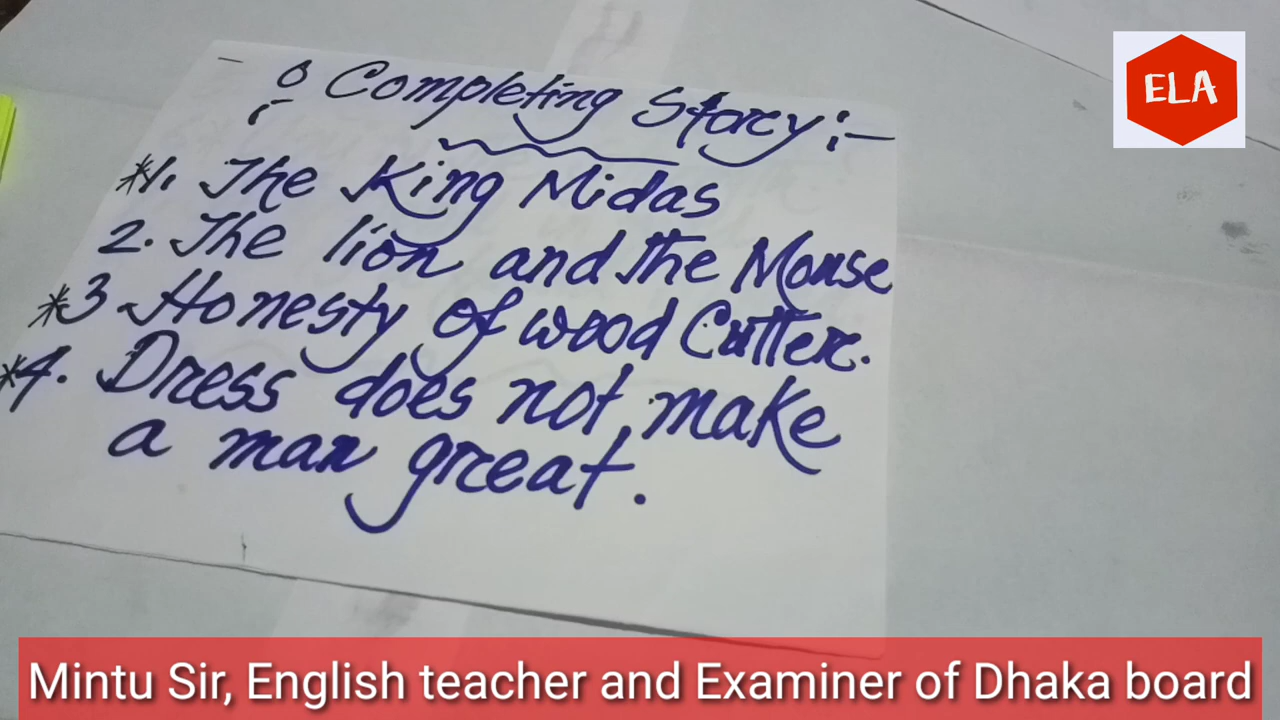 Completing Story:-
*1. The King Midas
2. The lion and the Mouse
*3. Honesty of wood Cutter.
*4. Dress does not make
a man great.
ELA
Mintu Sir, English teacher and Examiner of Dhaka board